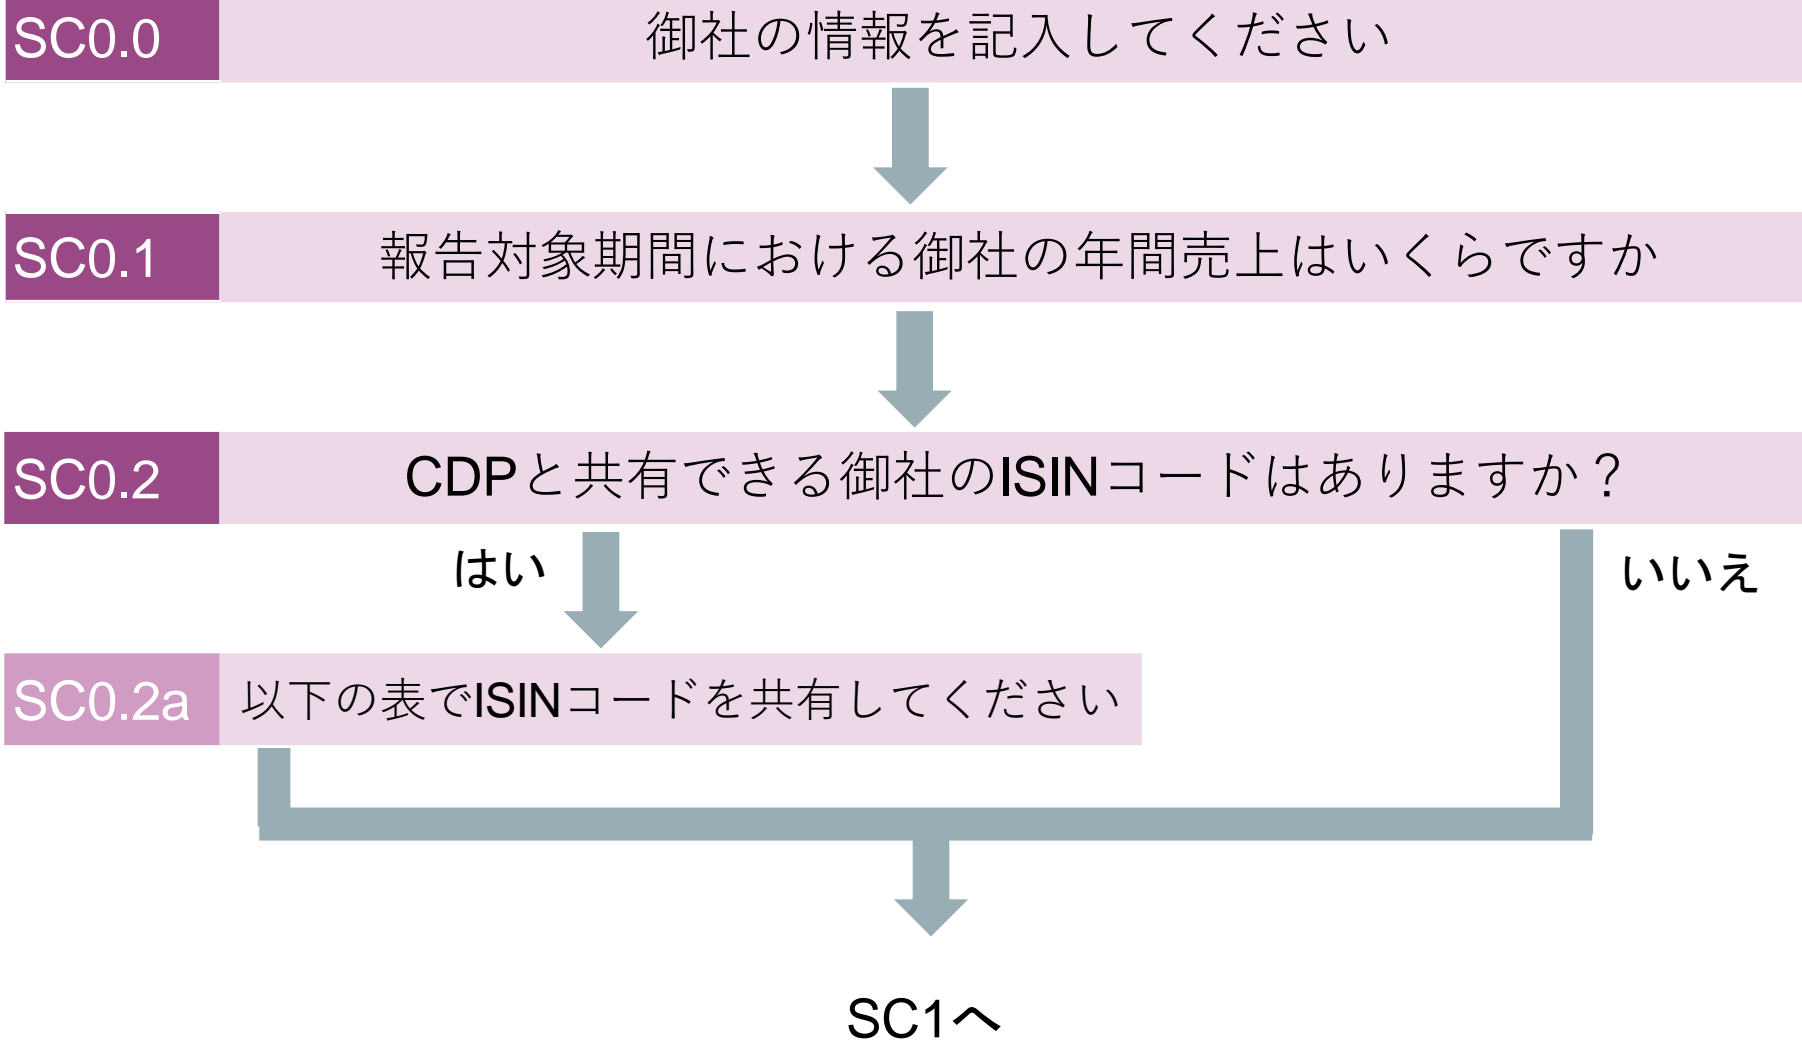 SC0.0 御社の情報を記入してください
SC0.1 報告対象期間における御社の年間売上はいくらですか
SC0.2 CDPと共有できる御社のISINコードはありますか？
はい
いいえ
SC0.2a 以下の表でISINコードを共有してください
SC1へ